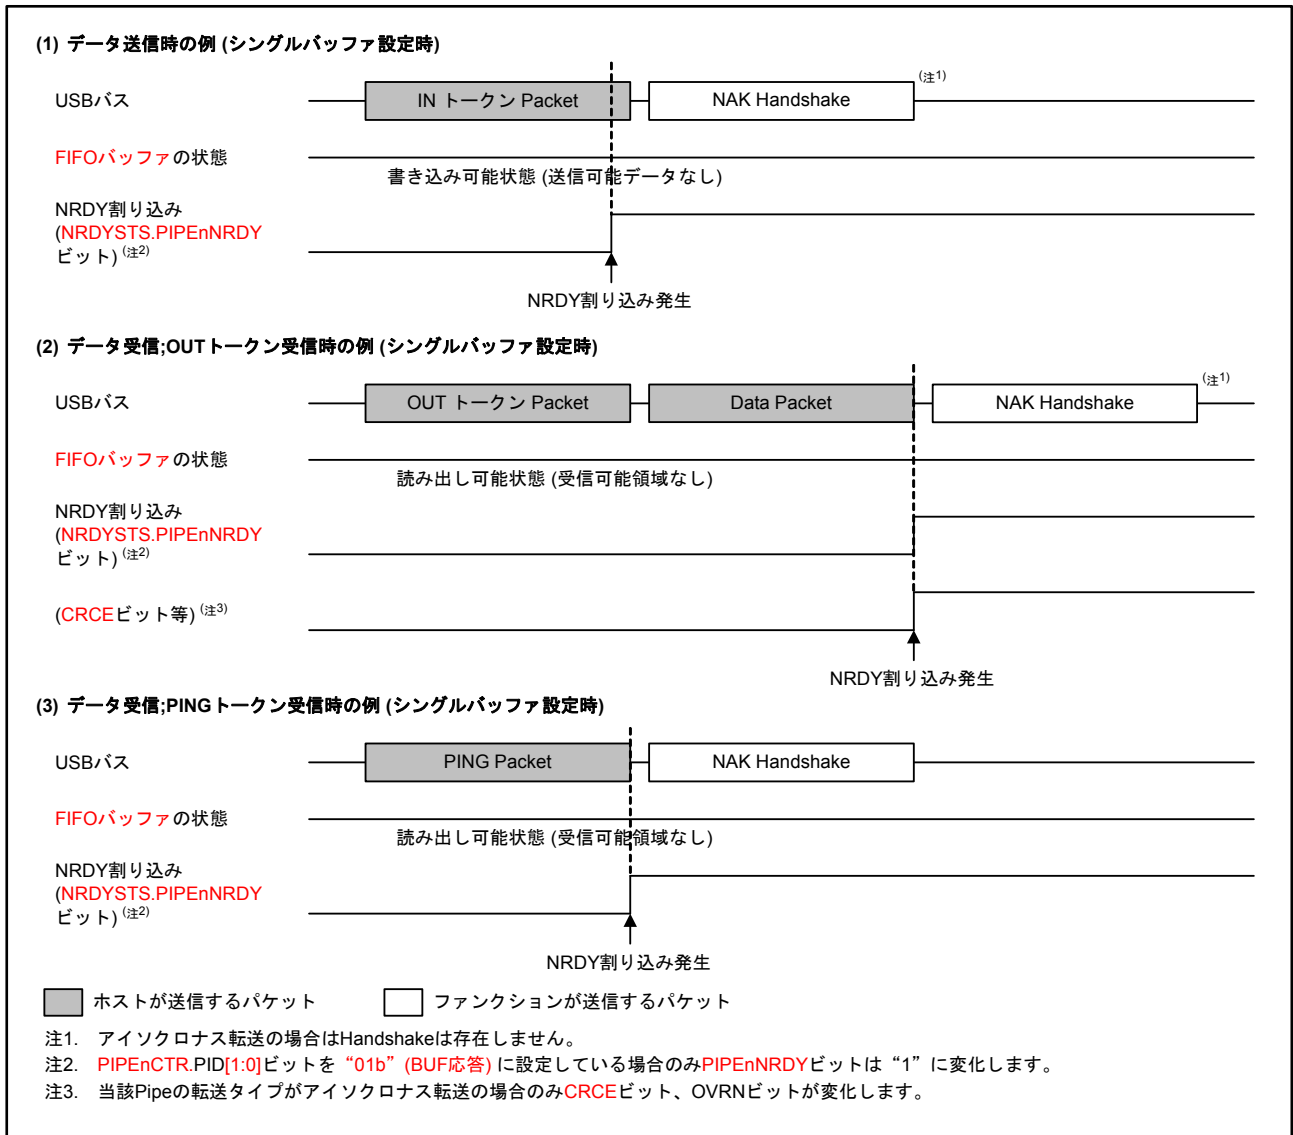 (1) データ送信時の例 (シングルバッファ設定時)
USBバス
IN トークン Packet
NAK Handshake
(注1)
FIFOバッファの状態
書き込み可能状態 (送信可能データなし)
NRDY割り込み
(NRDYSTS.PIPEnNRDY
ビット) (注2)
NRDY割り込み発生
(2) データ受信;OUTトークン受信時の例 (シングルバッファ設定時)
USBバス
OUT トークン Packet
Data Packet
NAK Handshake
(注1)
FIFOバッファの状態
読み出し可能状態 (受信可能領域なし)
NRDY割り込み
(NRDYSTS.PIPEnNRDY
ビット) (注2)
(CRCEビット等) (注3)
NRDY割り込み発生
(3) データ受信;PINGトークン受信時の例 (シングルバッファ設定時)
USBバス
PING Packet
NAK Handshake
FIFOバッファの状態
読み出し可能状態 (受信可能領域なし)
NRDY割り込み
(NRDYSTS.PIPEnNRDY
ビット) (注2)
NRDY割り込み発生
ホストが送信するパケット
ファンクションが送信するパケット
注1. アイソクロナス転送の場合はHandshakeは存在しません。
注2. PIPEnCTR.PID[1:0]ビットを“01b”(BUF応答) に設定している場合のみPIPEnNRDYビットは“1”に変化します。
注3. 当該Pipeの転送タイプがアイソクロナス転送の場合のみCRCEビット、OVRNビットが変化します。